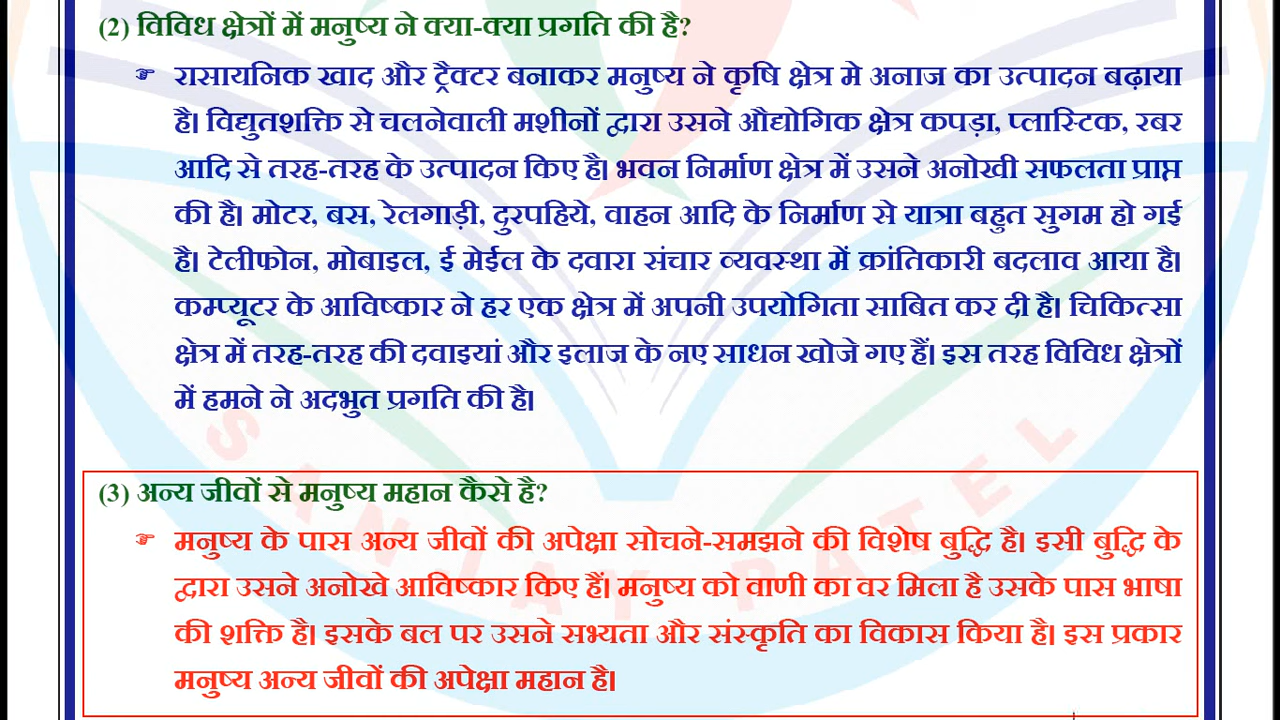 (2) विविध क्षेत्रों में मनुष्य ने क्या-क्या प्रगति की है?
☞ रासायनिक खाद और ट्रैक्टर बनाकर मनुष्य ने कृषि क्षेत्र मे अनाज का उत्पादन बढ़ाया
है। विद्युतशक्ति से चलनेवाली मशीनों द्वारा उसने औद्योगिक क्षेत्र कपड़ा, प्लास्टिक, रबर
आदि से तरह-तरह के उत्पादन किए है। भवन निर्माण क्षेत्र में उसने अनोखी सफलता प्राप्त
की है। मोटर, बस, रेलगाड़ी, दुरपहिये, वाहन आदि के निर्माण से यात्रा बहुत सुगम हो गई
है। टेलीफोन, मोबाइल, ई मेईल के दवारा संचार व्यवस्था में क्रांतिकारी बदलाव आया है।
कम्प्यूटर के आविष्कार ने हर एक क्षेत्र में अपनी उपयोगिता साबित कर दी है। चिकित्सा
क्षेत्र में तरह-तरह की दवाइयां और इलाज के नए साधन खोजे गए हैं। इस तरह विविध क्षेत्रों
में हमने ने अदभुत प्रगति की है।
(3) अन्य जीवों से मनुष्य महान कैसे है?
☞ मनुष्य के पास अन्य जीवों की अपेक्षा सोचने-समझने की विशेष बुद्धि है। इसी बुद्धि के
द्वारा उसने अनोखे आविष्कार किए हैं। मनुष्य को वाणी का वर मिला है उसके पास भाषा
की शक्ति है। इसके बल पर उसने सभ्यता और संस्कृति का विकास किया है। इस प्रकार
मनुष्य अन्य जीवों की अपेक्षा महान है।
SANJAY PATEL